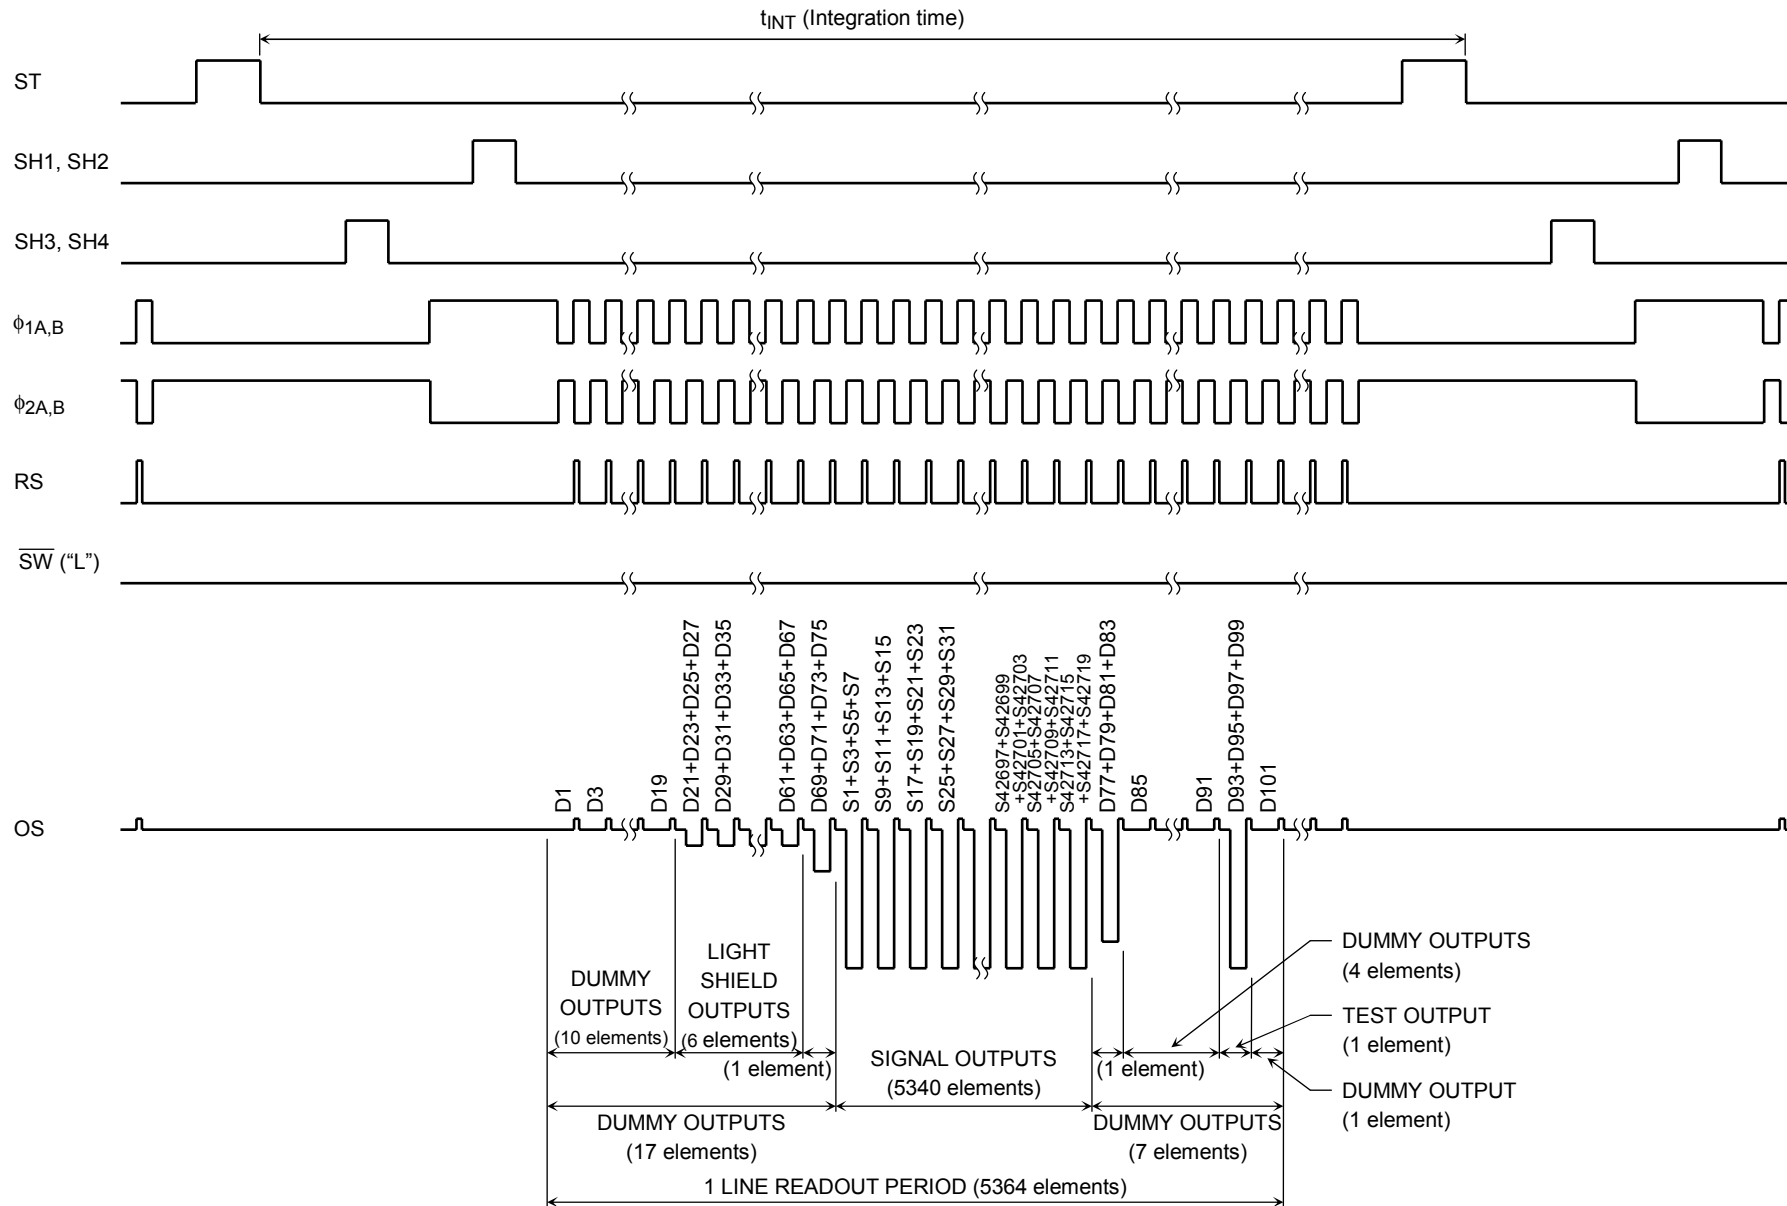 tINT (Integration time)
ST
SH1, SH2
SH3, SH4
ϕ1A,B
ϕ2A,B
RS
SW (“L”)
OS
D1
D3
D19
D21+D23+D25+D27
D29+D31+D33+D35
D61+D63+D65+D67
D69+D71+D73+D75
S1+S3+S5+S7
S9+S11+S13+S15
S17+S19+S21+S23
S25+S27+S29+S31
S42697+S42699
+S42701+S42703
S42705+S42707
+S42709+S42711
S42713+S42715
+S42717+S42719
D77+D79+D81+D83
D85
D91
D93+D95+D97+D99
D101
DUMMY
OUTPUTS
(10 elements)
LIGHT
SHIELD
OUTPUTS
(6 elements)
(1 element)
SIGNAL OUTPUTS
(5340 elements)
(1 element)
DUMMY OUTPUTS
(4 elements)
TEST OUTPUT
(1 element)
DUMMY OUTPUT
(1 element)
DUMMY OUTPUTS
(17 elements)
DUMMY OUTPUTS
(7 elements)
1 LINE READOUT PERIOD (5364 elements)